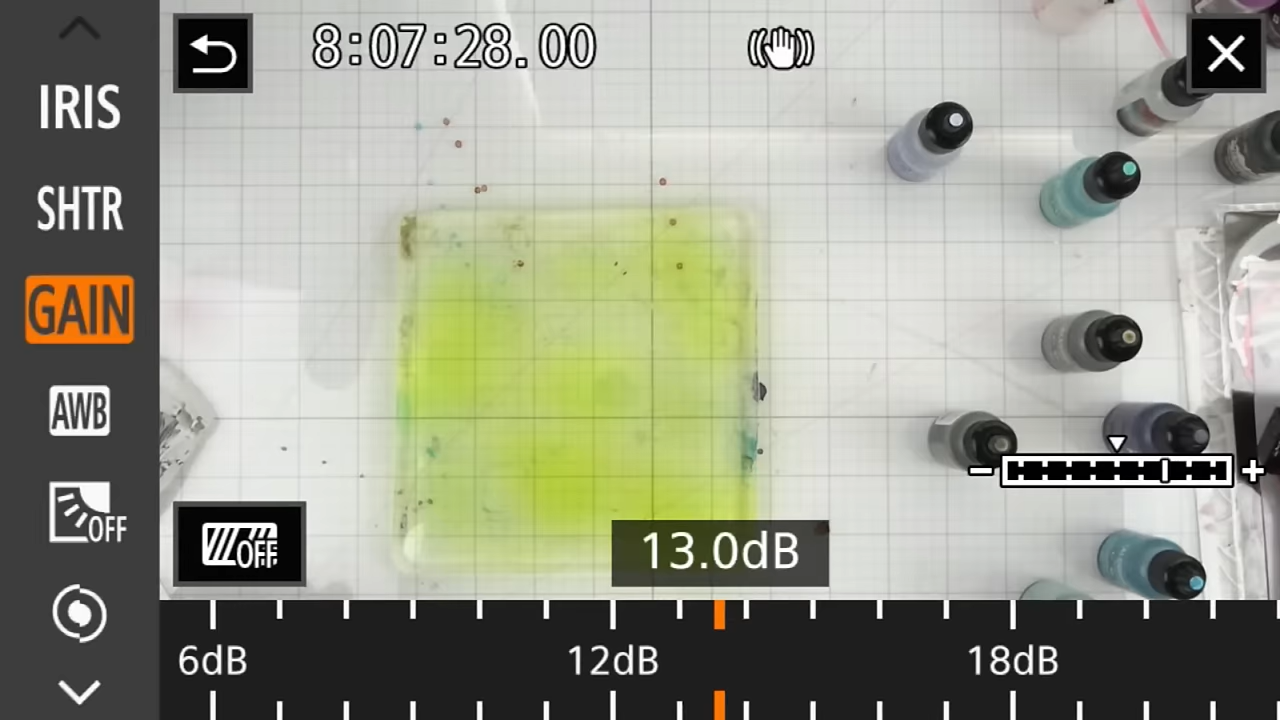 8:07:28.00
IRIS
SHTR
GAIN
AWB
OFF
OFF
13.0dB
6dB
12dB
18dB